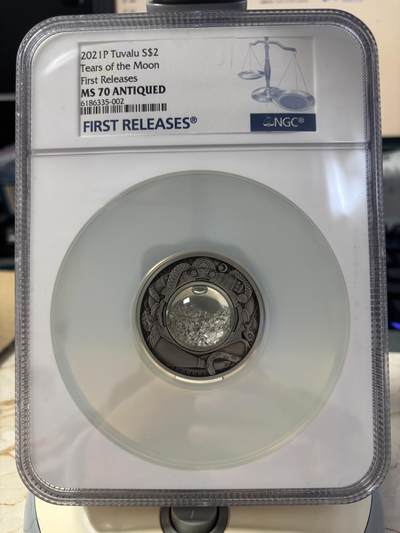 2021P Tuvalu S$2
Tears of the Moon
First Releases
MS 70 ANTIQUED
6186335-002
FIRST RELEASES®
NGC®